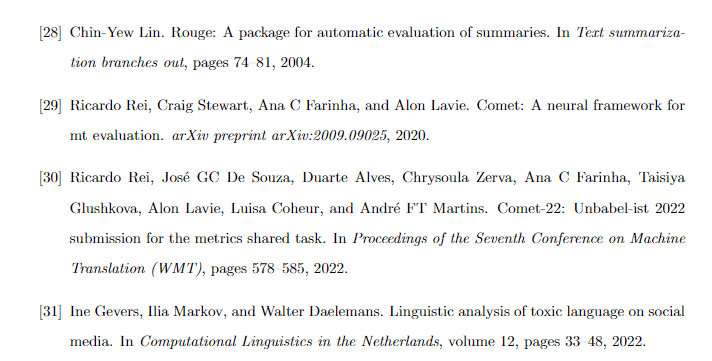 [28] Chin-Yew Lin. Rouge: A package for automatic evaluation of summaries. In Text summariza-
tion branches out, pages 74–81, 2004.
[29] Ricardo Rei, Craig Stewart, Ana C Farinha, and Alon Lavie. Comet: A neural framework for
mt evaluation. arXiv preprint arXiv:2009.09025, 2020.
[30] Ricardo Rei, José GC De Souza, Duarte Alves, Chrysoula Zerva, Ana C Farinha, Taisiya
Glushkova, Alon Lavie, Luisa Coheur, and André FT Martins. Comet-22: Unbabel-ist 2022
submission for the metrics shared task. In Proceedings of the Seventh Conference on Machine
Translation (WMT), pages 578–585, 2022.
[31] Ine Gevers, Ilia Markov, and Walter Daelemans. Linguistic analysis of toxic language on social
media. In Computational Linguistics in the Netherlands, volume 12, pages 33–48, 2022.